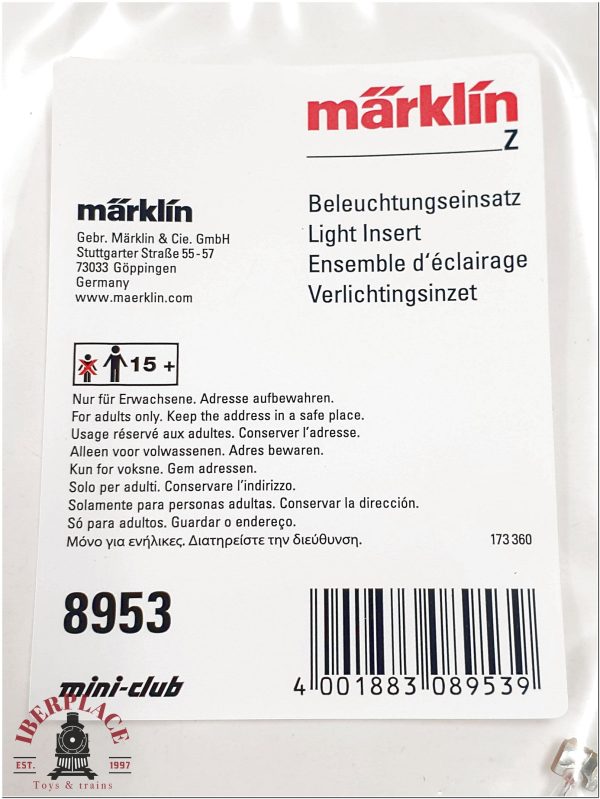 märklín
Z
Beleuchtungseinsatz
Light Insert
Ensemble d'éclairage
Verlichtingsinzet
märklín
Gebr. Märklin & Cie. GmbH
Stuttgarter Straße 55-57
73033 Göppingen
Germany
www.maerklin.com
15 +
Nur für Erwachsene. Adresse aufbewahren.
For adults only. Keep the address in a safe place.
Usage réservé aux adultes. Conserver l'adresse.
Alleen voor volwassenen. Adres bewaren.
Kun for voksne. Gem adressen.
Solo per adulti. Conservare l'indirizzo.
Solamente para personas adultas. Conservar la dirección.
Só para adultos. Guardar o endereço.
Μόνο για ενήλικες. Διατηρείστε την διεύθυνση.
173 360
8953
mini-club
4 001883 089539
IBERPLACE
EST. 1997
Toys & trains